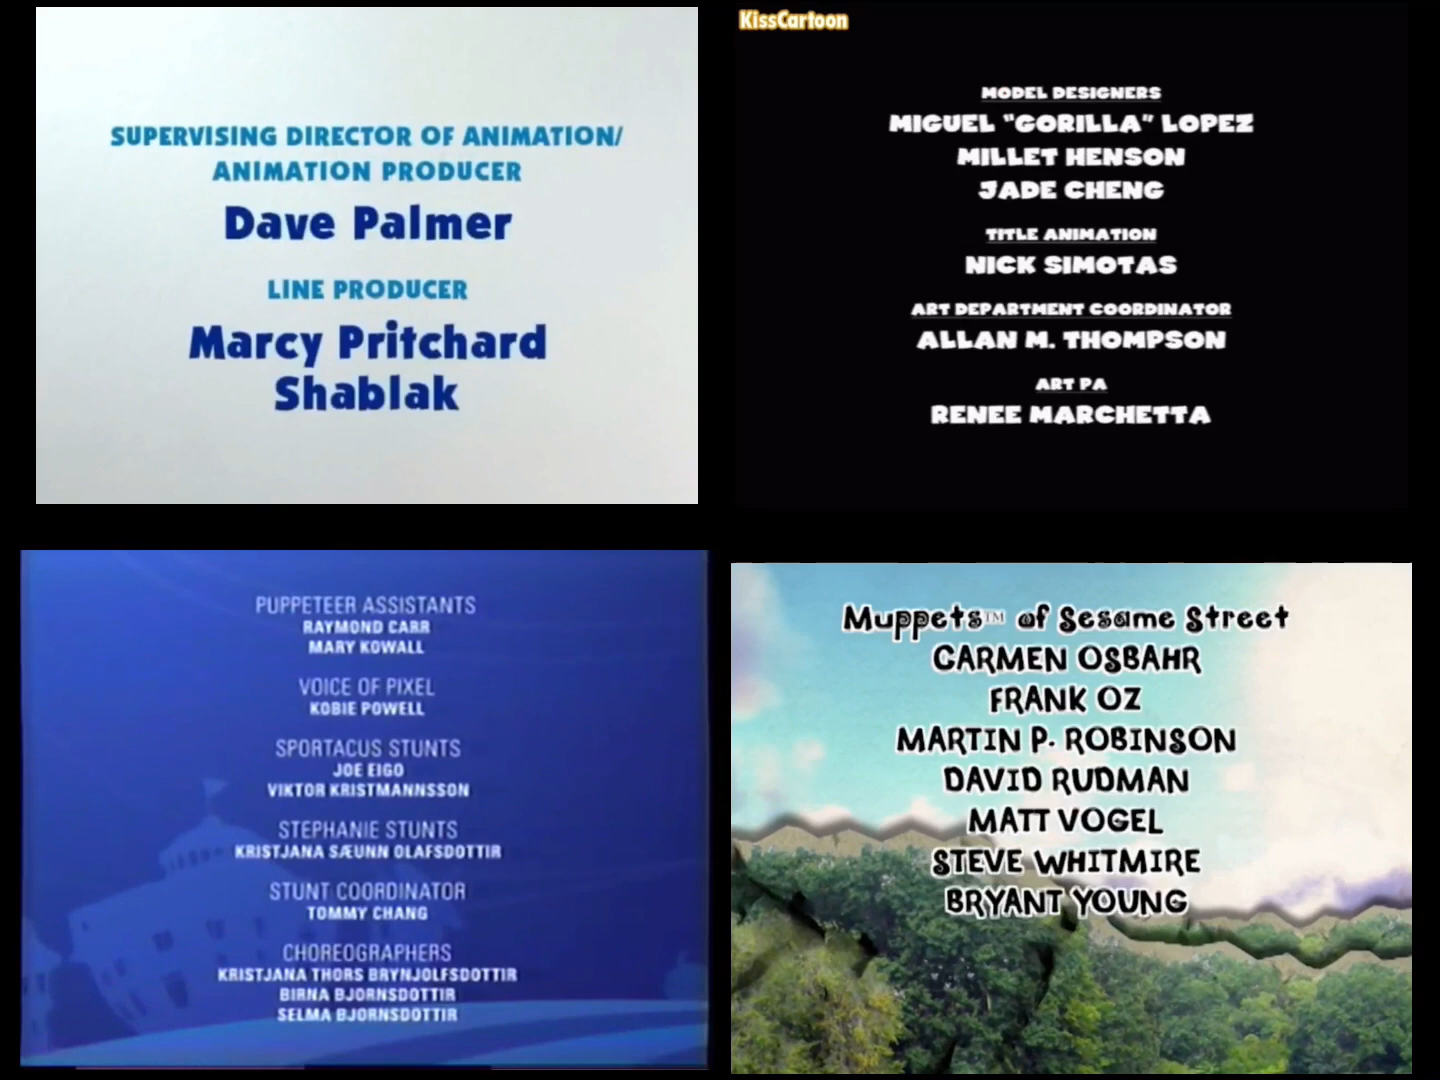 SUPERVISING DIRECTOR OF ANIMATION/
ANIMATION PRODUCER
Dave Palmer
LINE PRODUCER
Marcy Pritchard
Shablak
KissCartoon
MODEL DESIGNERS
MIGUEL "GORILLA" LOPEZ
MILLET HENSON
JADE CHENG
TITLE ANIMATION
NICK SIMOTAS
ART DEPARTMENT COORDINATOR
ALLAN M. THOMPSON
ART PA
RENEE MARCHETTA
PUPPETEER ASSISTANTS
RAYMOND CARR
MARY KOWALL
VOICE OF PIXEL
KOBIE POWELL
SPORTACUS STUNTS
JOE EIGO
VIKTOR KRISTMANNSSON
STEPHANIE STUNTS
KRISTJANA SÆUNN OLAFSDOTTIR
STUNT COORDINATOR
TOMMY CHANG
CHOREOGRAPHERS
KRISTJANA THORS BRYNJOLFSDOTTIR
BIRNA BJORNSDOTTIR
SELMA BJORNSDOTTIR
Muppets™ of Sesame Street
CARMEN OSBAHR
FRANK OZ
MARTIN P. ROBINSON
DAVID RUDMAN
MATT VOGEL
STEVE WHITMIRE
BRYANT YOUNG